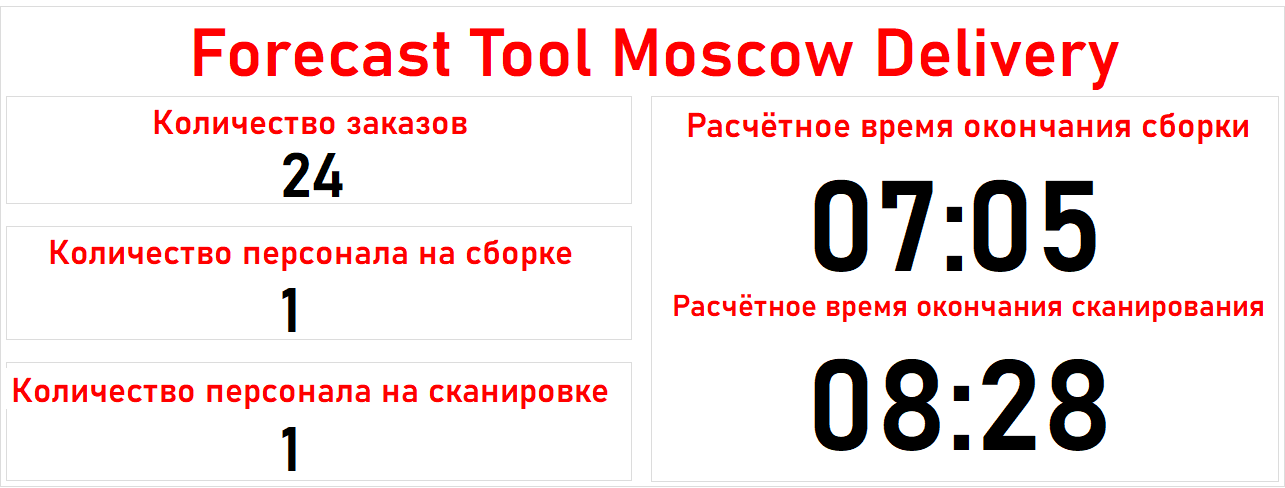 Forecast Tool Moscow Delivery
Количество заказов
24
Количество персонала на сборке
1
Количество персонала на сканировке
1
Расчётное время окончания сборки
07:05
Расчётное время окончания сканирования
08:28